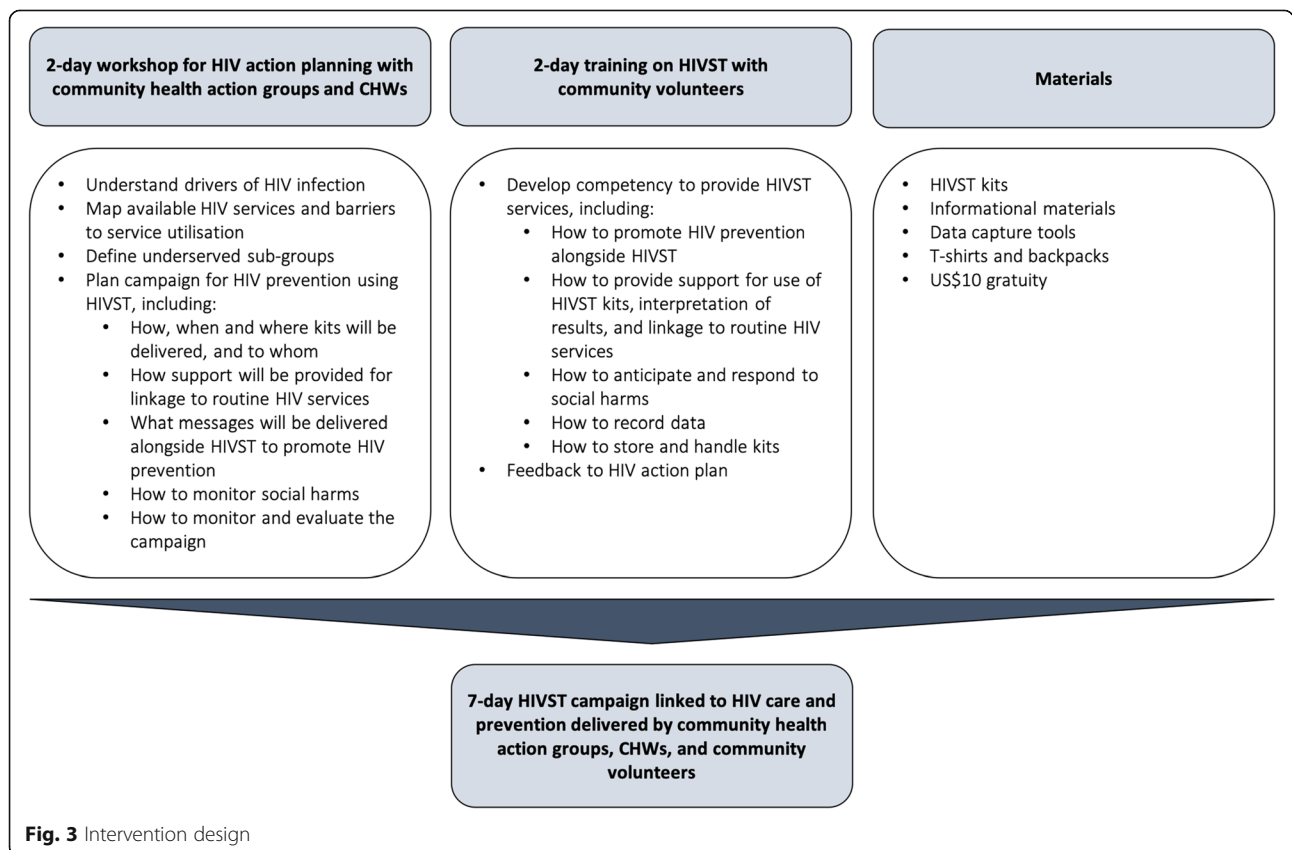 2-day workshop for HIV action planning with
community health action groups and CHWs
• Understand drivers of HIV infection
• Map available HIV services and barriers
to service utilisation
• Define underserved sub-groups
• Plan campaign for HIV prevention using
HIVST, including:
• How, when and where kits will be
delivered, and to whom
• How support will be provided for
linkage to routine HIV services
• What messages will be delivered
alongside HIVST to promote HIV
prevention
• How to monitor social harms
• How to monitor and evaluate the
campaign
2-day training on HIVST with
community volunteers
• Develop competency to provide HIVST
services, including:
• How to promote HIV prevention
alongside HIVST
• How to provide support for use of
HIVST kits, interpretation of
results, and linkage to routine HIV
services
• How to anticipate and respond to
social harms
• How to record data
• How to store and handle kits
• Feedback to HIV action plan
Materials
• HIVST kits
• Informational materials
• Data capture tools
• T-shirts and backpacks
• US$10 gratuity
7-day HIVST campaign linked to HIV care and
prevention delivered by community health
action groups, CHWs, and community
volunteers
Fig. 3 Intervention design